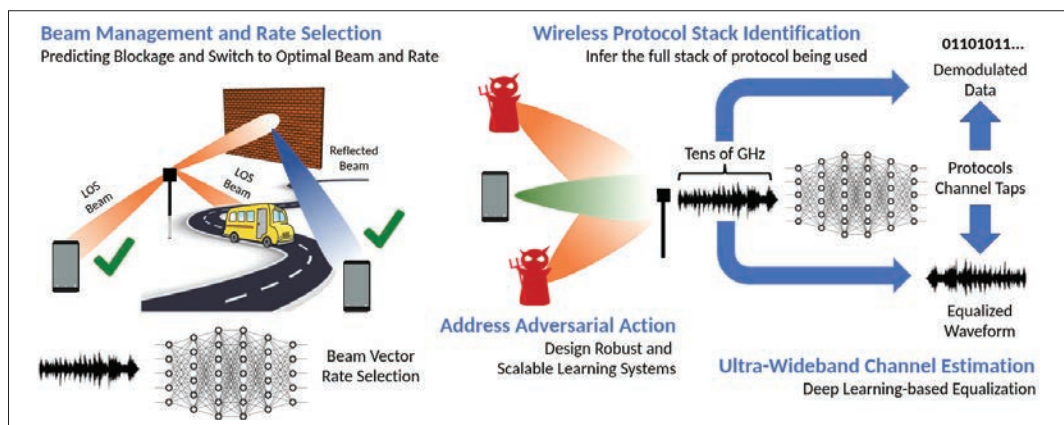 Beam Management and Rate Selection
Predicting Blockage and Switch to Optimal Beam and Rate
LOS
Beam
LOS
Beam
Reflected
Beam
Beam Vector
Rate Selection
Wireless Protocol Stack Identification
Infer the full stack of protocol being used
Tens of GHz
01101011...
Demodulated
Data
Protocols
Channel Taps
Equalized
Waveform
Address Adversarial Action
Design Robust and
Scalable Learning Systems
Ultra-Wideband Channel Estimation
Deep Learning-based Equalization